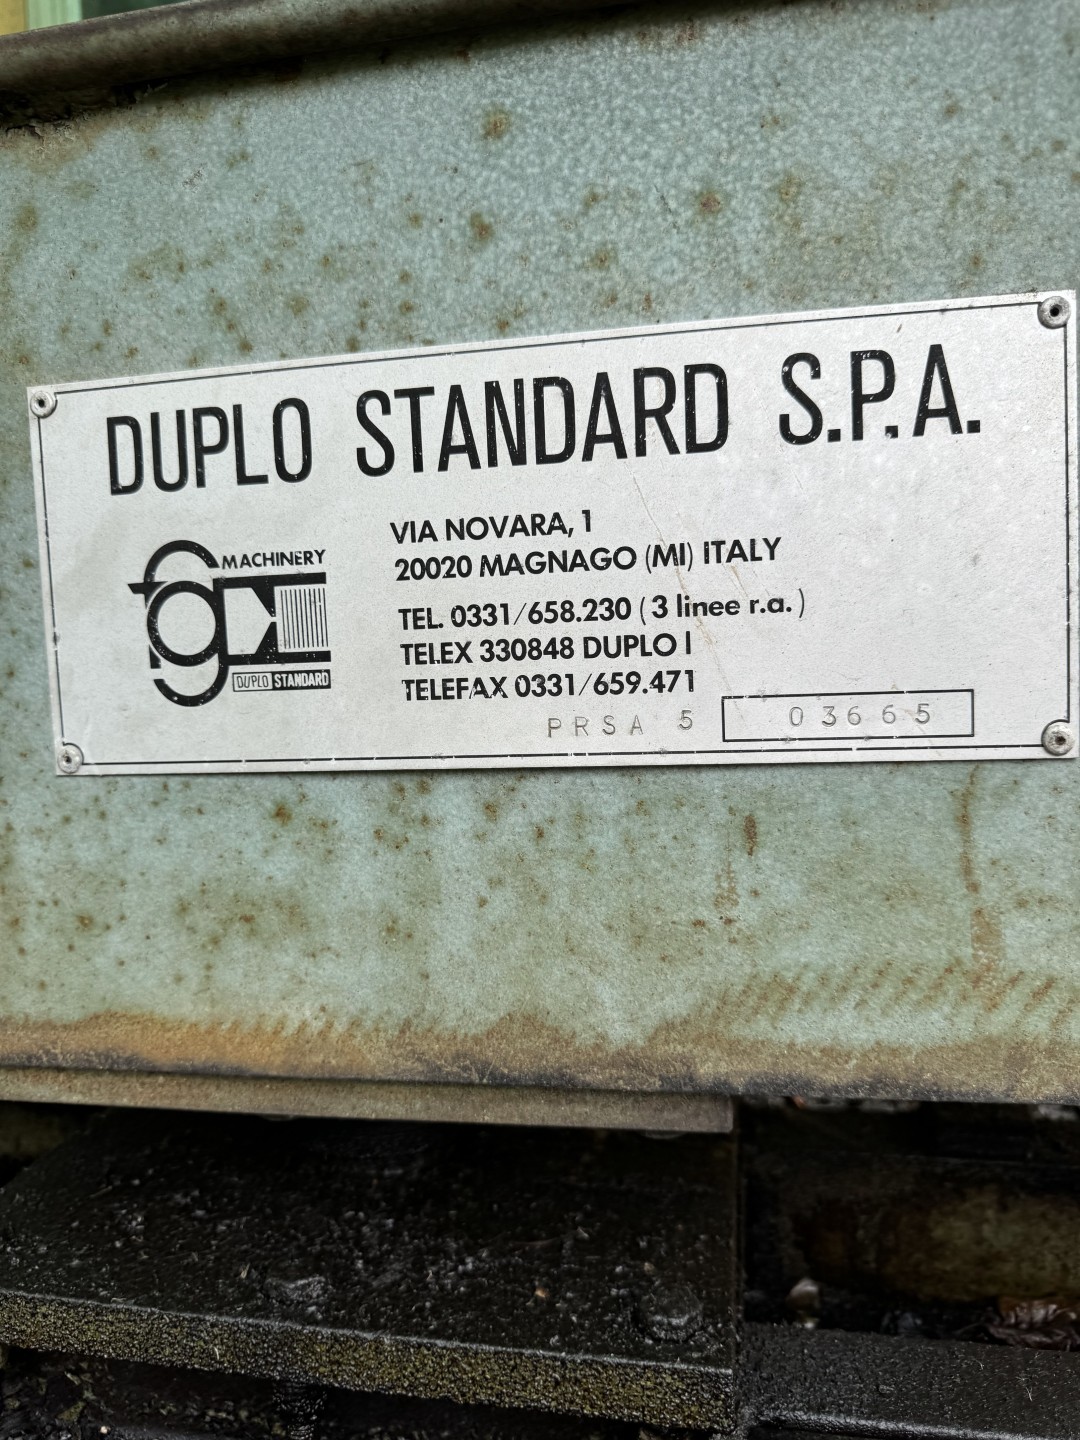 DUPLO STANDARD S.P.A.
MACHINERY
fg
DUPLO STANDARD
VIA NOVARA, 1
20020 MAGNAGO (MI) ITALY
TEL. 0331/658.230 ( 3 linee r.a. )
TELEX 330848 DUPLO I
TELEFAX 0331/659.471
PRSA 5 03665